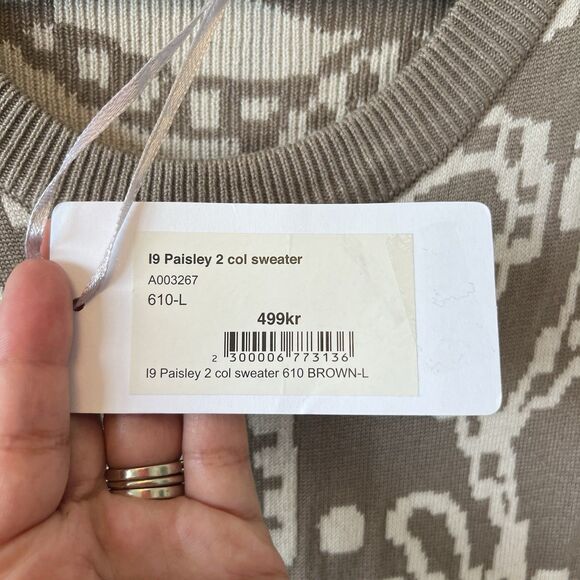 I9 Paisley 2 col sweater
A003267
610-L
499kr
2 300006 773136
I9 Paisley 2 col sweater 610 BROWN-L